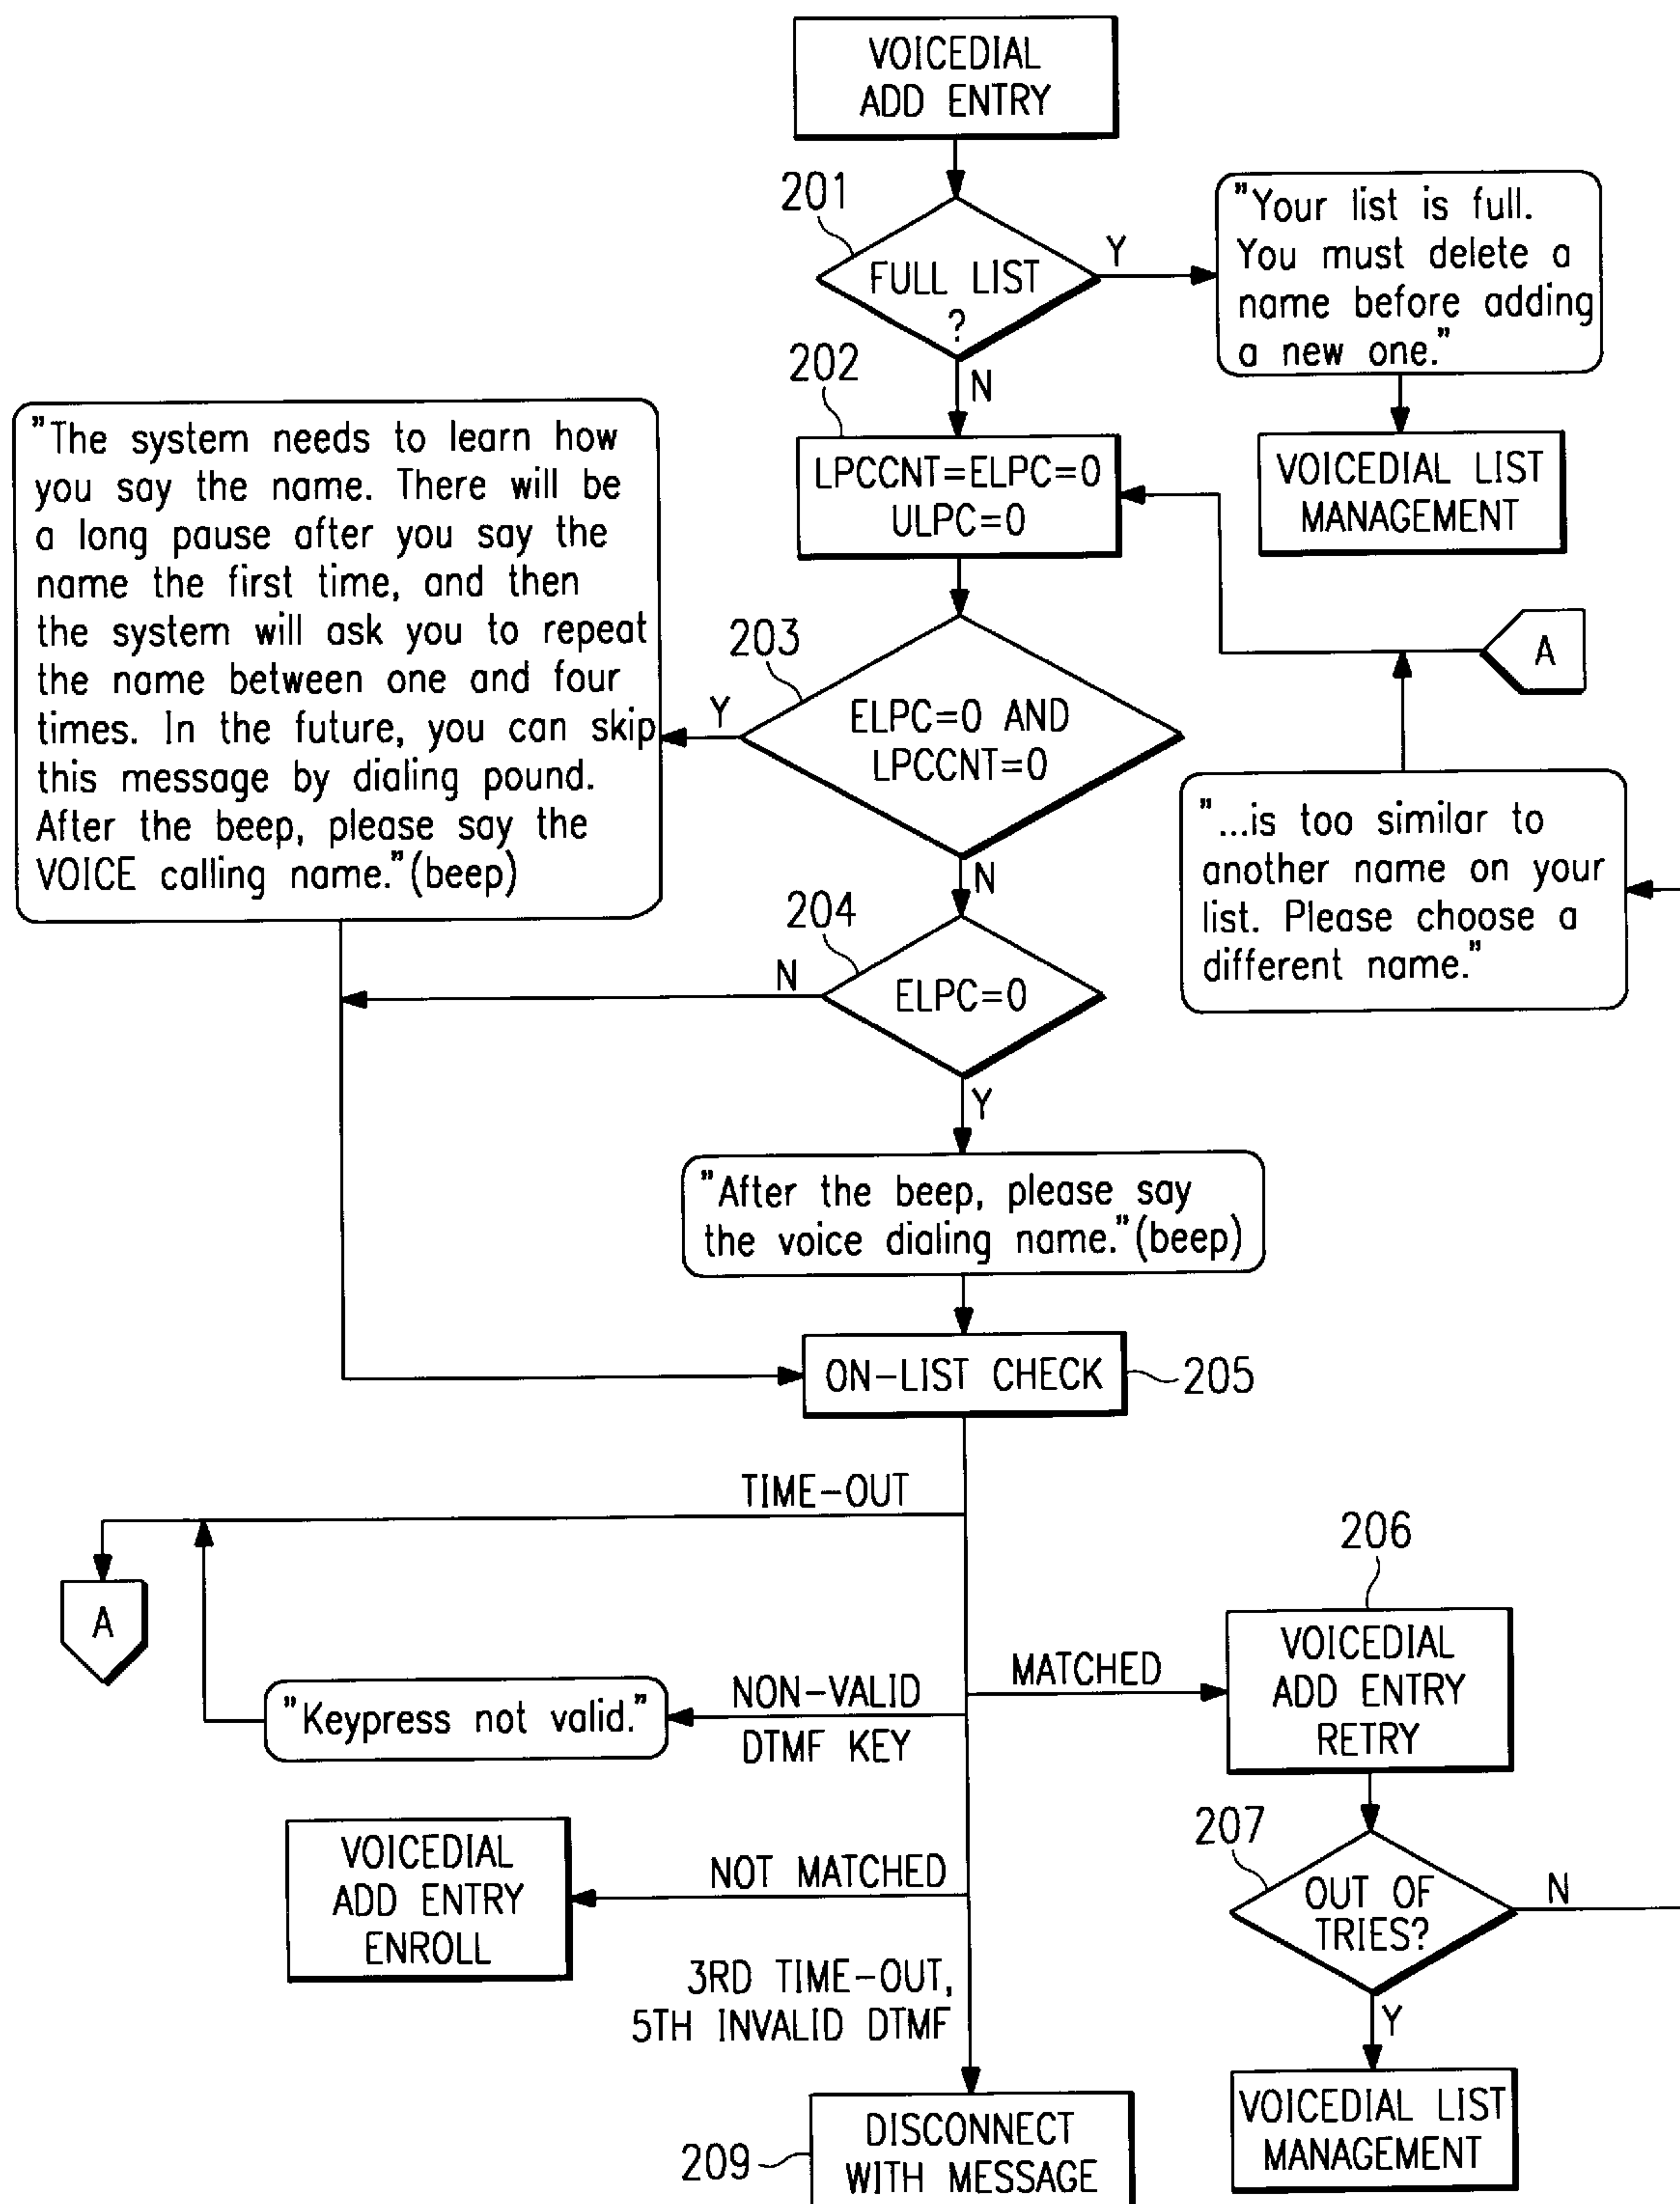 VOICEDIAL
ADD ENTRY
201
FULL LIST
?
Y
"Your list is full.
You must delete a
name before adding
a new one."
N
VOICEDIAL LIST
MANAGEMENT
202
LPCCNT=ELPC=0
ULPC=0
A
"The system needs to learn how
you say the name. There will be
a long pause after you say the
name the first time, and then
the system will ask you to repeat
the name between one and four
times. In the future, you can skip
this message by dialing pound.
After the beep, please say the
VOICE calling name."(beep)
203
Y
ELPC=0 AND
LPCCNT=0
N
"...is too similar to
another name on your
list. Please choose a
different name."
204
N
ELPC=0
Y
"After the beep, please say
the voice dialing name."(beep)
ON-LIST CHECK
205
TIME-OUT
A
"Keypress not valid."
NON-VALID
DTMF KEY
MATCHED
206
VOICEDIAL
ADD ENTRY
RETRY
VOICEDIAL
ADD ENTRY
ENROLL
NOT MATCHED
207
OUT OF
TRIES?
N
Y
3RD TIME-OUT,
5TH INVALID DTMF
VOICEDIAL LIST
MANAGEMENT
209
DISCONNECT
WITH MESSAGE